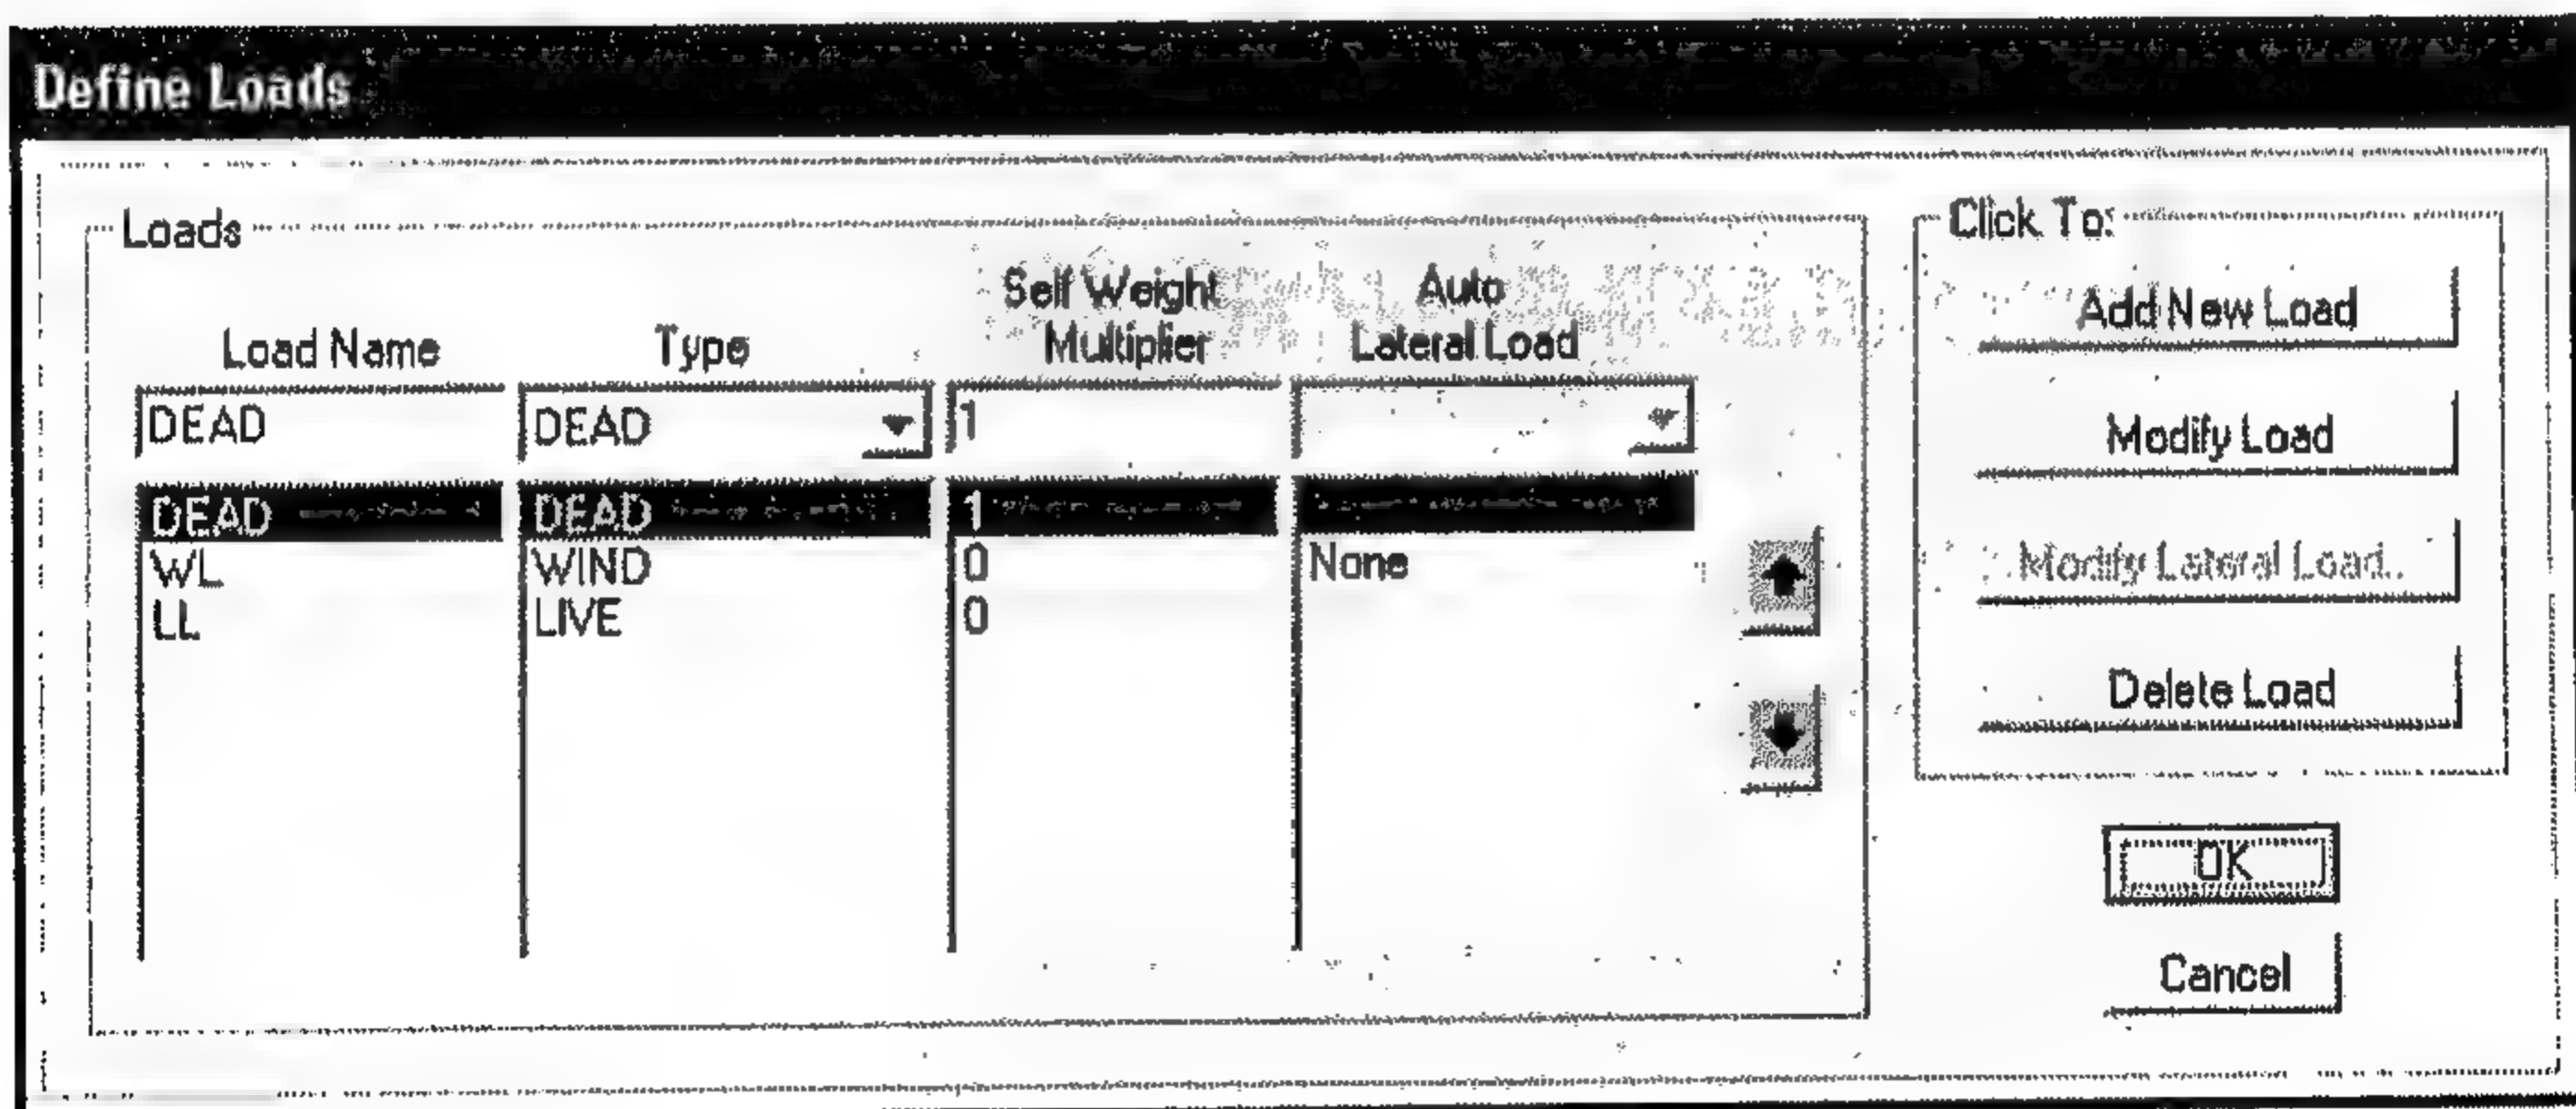 Define Loads
Loads
Click To:
Self Weight Auto
Load Name Type Multiplier Lateral Load
DEAD DEAD 1
DEAD DEAD 1
WL WIND 0 None
LL LIVE 0
Add New Load
Modify Load
Modify Lateral Load..
Delete Load
OK
Cancel